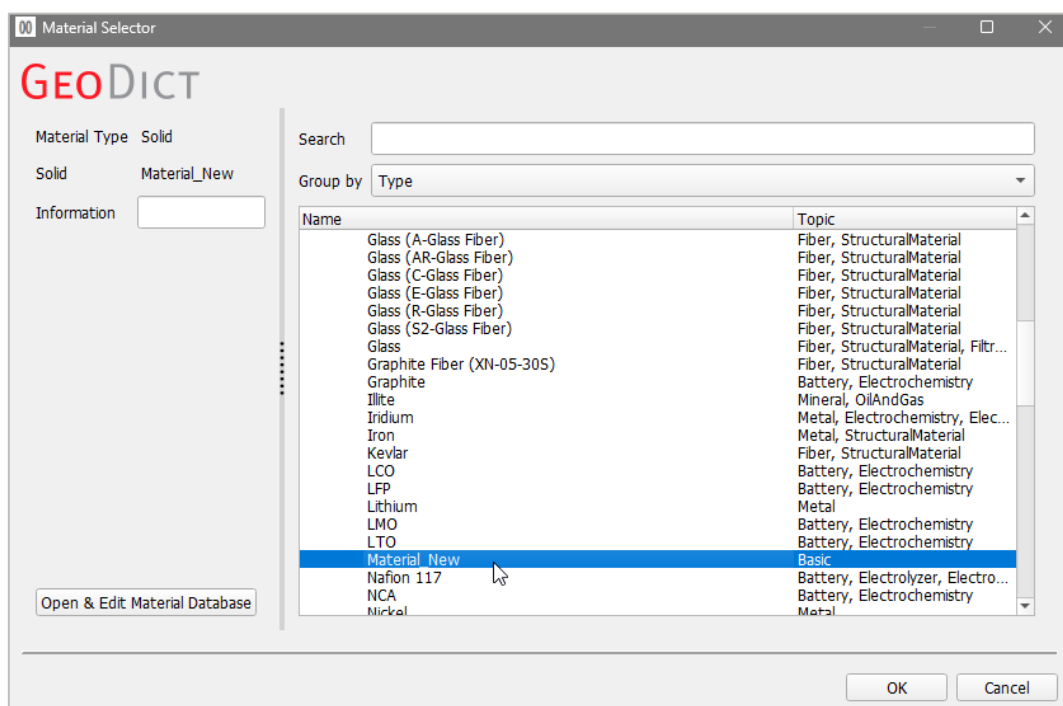 Material Selector
GEODICT
Material Type Solid
Solid Material_New
Information
Open & Edit Material Database
Search
Group by Type
Name Topic
Glass (A-Glass Fiber) Fiber, StructuralMaterial
Glass (AR-Glass Fiber) Fiber, StructuralMaterial
Glass (C-Glass Fiber) Fiber, StructuralMaterial
Glass (E-Glass Fiber) Fiber, StructuralMaterial
Glass (R-Glass Fiber) Fiber, StructuralMaterial
Glass (S2-Glass Fiber) Fiber, StructuralMaterial
Glass Fiber, StructuralMaterial, Filtr...
Graphite Fiber (XN-05-30S) Fiber, StructuralMaterial
Graphite Battery, Electrochemistry
Illite Mineral, OilAndGas
Iridium Metal, Electrochemistry, Elec...
Iron Metal, StructuralMaterial
Kevlar Fiber, StructuralMaterial
LCO Battery, Electrochemistry
LFP Battery, Electrochemistry
Lithium Metal
LMO Battery, Electrochemistry
LTO Battery, Electrochemistry
Material_New Basic
Nafion 117 Battery, Electrolyzer, Electro...
NCA Battery, Electrochemistry
Nickel Metal
OK Cancel